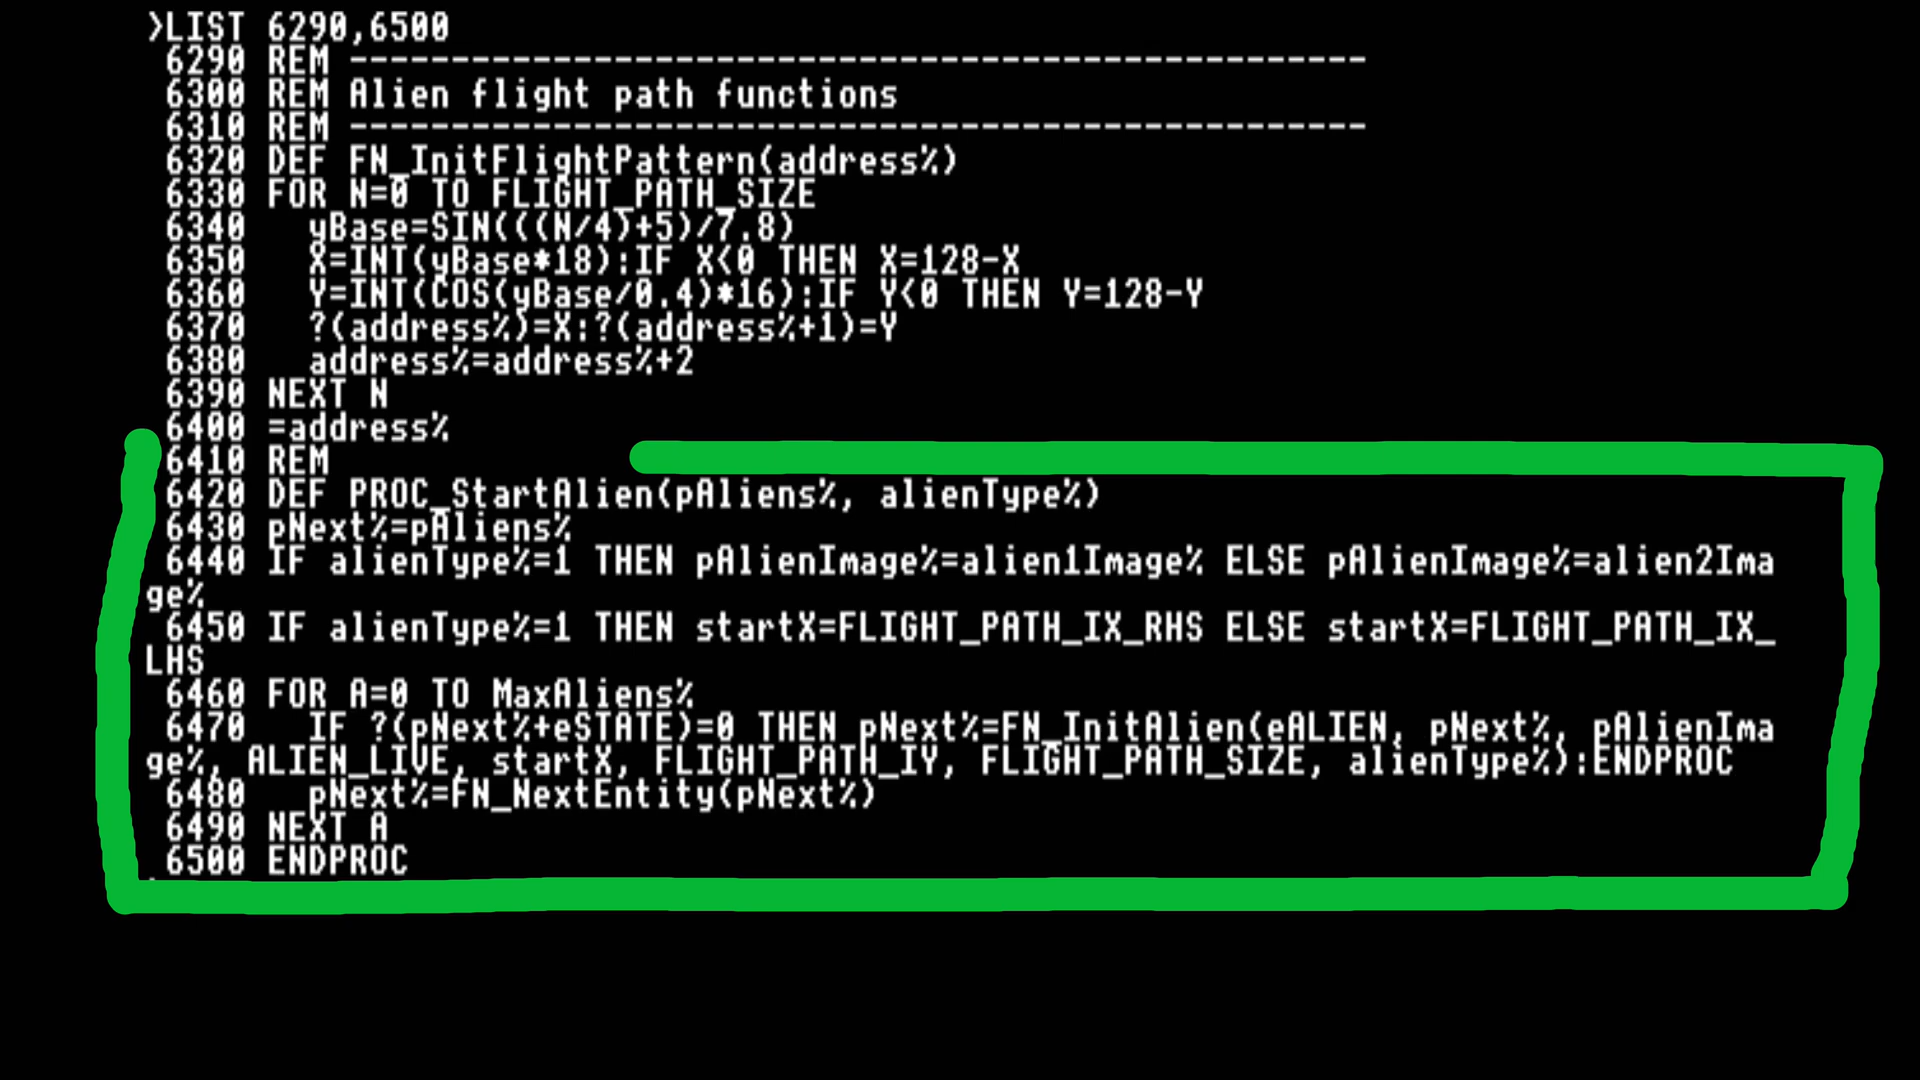 >LIST 6290,6500
6290 REM --------------------------------------------------
6300 REM Alien flight path functions
6310 REM --------------------------------------------------
6320 DEF FN_InitFlightPattern(address%)
6330 FOR N=0 TO FLIGHT_PATH_SIZE
6340   yBase=SIN(((N/4)+5)/7.8)
6350   X=INT(yBase*18):IF X<0 THEN X=128-X
6360   Y=INT(COS(yBase/0.4)*16):IF Y<0 THEN Y=128-Y
6370   ?(address%)=X:?(address%+1)=Y
6380   address%=address%+2
6390 NEXT N
6400 =address%
6410 REM
6420 DEF PROC_StartAlien(pAliens%, alienType%)
6430 pNext%=pAliens%
6440 IF alienType%=1 THEN pAlienImage%=alien1Image% ELSE pAlienImage%=alien2Ima
ge%
6450 IF alienType%=1 THEN startX=FLIGHT_PATH_IX_RHS ELSE startX=FLIGHT_PATH_IX_
LHS
6460 FOR A=0 TO MaxAliens%
6470   IF ?(pNext%+eSTATE)=0 THEN pNext%=FN_InitAlien(eALIEN, pNext%, pAlienIma
ge%, ALIEN_LIVE, startX, FLIGHT_PATH_IY, FLIGHT_PATH_SIZE, alienType%):ENDPROC
6480   pNext%=FN_NextEntity(pNext%)
6490 NEXT A
6500 ENDPROC